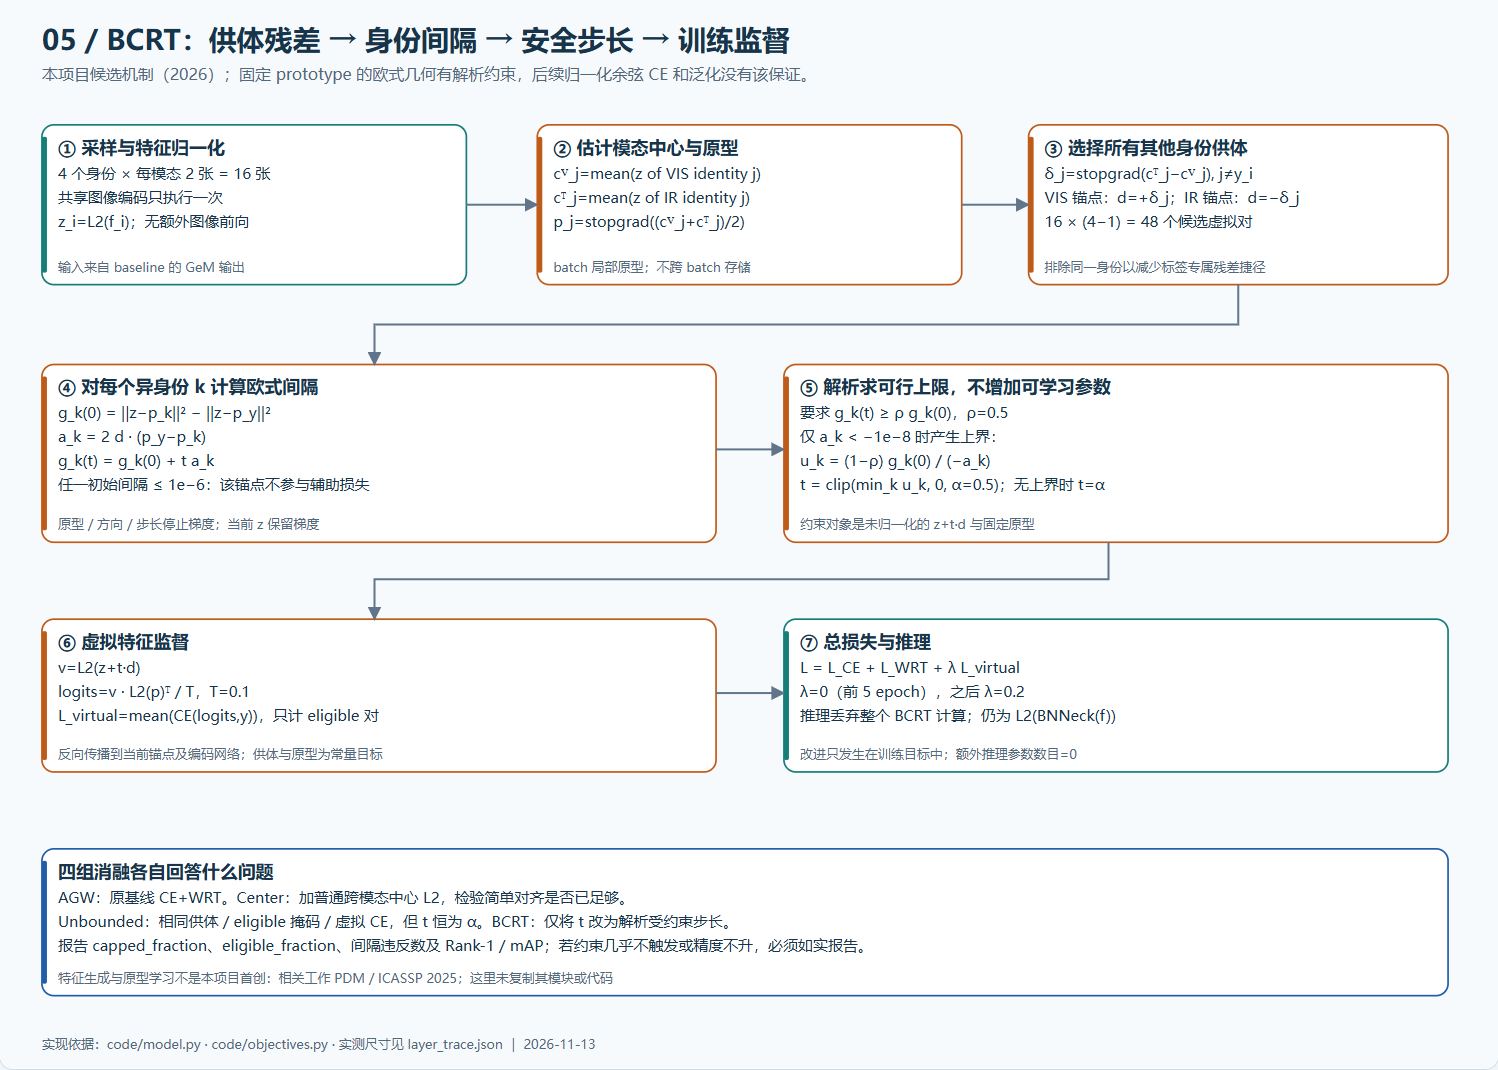 05 / BCRT：供体残差 → 身份间隔 → 安全步长 → 训练监督
本项目候选机制（2026）；固定 prototype 的欧式几何有解析约束，后续归一化余弦 CE 和泛化没有该保证。
① 采样与特征归一化
4 个身份 × 每模态 2 张 = 16 张
共享图像编码只执行一次
z_i=L2(f_i)；无额外图像前向
输入来自 baseline 的 GeM 输出
② 估计模态中心与原型
cⱽ_j=mean(z of VIS identity j)
cᵀ_j=mean(z of IR identity j)
p_j=stopgrad((cⱽ_j+cᵀ_j)/2)
batch 局部原型；不跨 batch 存储
③ 选择所有其他身份供体
δ_j=stopgrad(cᵀ_j−cⱽ_j), j≠y_i
VIS 锚点：d=+δ_j；IR 锚点：d=−δ_j
16 × (4−1) = 48 个候选虚拟对
排除同一身份以减少标签专属残差捷径
④ 对每个异身份 k 计算欧式间隔
g_k(0) = ||z−p_k||² − ||z−p_y||²
a_k = 2 d · (p_y−p_k)
g_k(t) = g_k(0) + t a_k
任一初始间隔 ≤ 1e−6：该锚点不参与辅助损失
原型 / 方向 / 步长停止梯度；当前 z 保留梯度
⑤ 解析求可行上限，不增加可学习参数
要求 g_k(t) ≥ ρ g_k(0)，ρ=0.5
仅 a_k < −1e−8 时产生上界：
u_k = (1−ρ) g_k(0) / (−a_k)
t = clip(min_k u_k, 0, α=0.5)；无上界时 t=α
约束对象是未归一化的 z+t·d 与固定原型
⑥ 虚拟特征监督
v=L2(z+t·d)
logits=v · L2(p)ᵀ / T，T=0.1
L_virtual=mean(CE(logits,y))，只计 eligible 对
反向传播到当前锚点及编码网络；供体与原型为常量目标
⑦ 总损失与推理
L = L_CE + L_WRT + λ L_virtual
λ=0（前 5 epoch），之后 λ=0.2
推理丢弃整个 BCRT 计算；仍为 L2(BNNeck(f))
改进只发生在训练目标中；额外推理参数数目=0
四组消融各自回答什么问题
AGW：原基线 CE+WRT。Center：加普通跨模态中心 L2，检验简单对齐是否已足够。
Unbounded：相同供体 / eligible 掩码 / 虚拟 CE，但 t 恒为 α。BCRT：仅将 t 改为解析受约束步长。
报告 capped_fraction、eligible_fraction、间隔违反数及 Rank-1 / mAP；若约束几乎不触发或精度不升，必须如实报告。
特征生成与原型学习不是本项目首创：相关工作 PDM / ICASSP 2025；这里未复制其模块或代码
实现依据：code/model.py · code/objectives.py · 实测尺寸见 layer_trace.json ｜ 2026-11-13